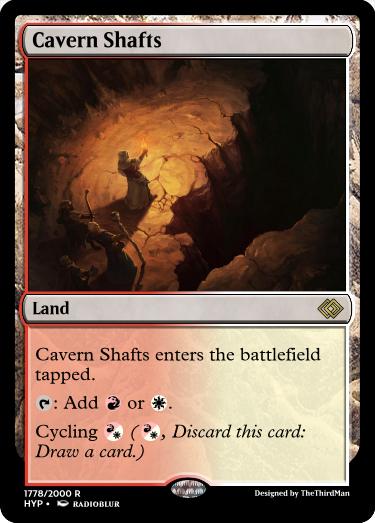 Cavern Shafts
Land
Cavern Shafts enters the battlefield
tapped.
: Add or .
Cycling ( , Discard this card:
Draw a card.)
1778/2000 R
HYP • RADIOBLUR
Designed by TheThirdMan